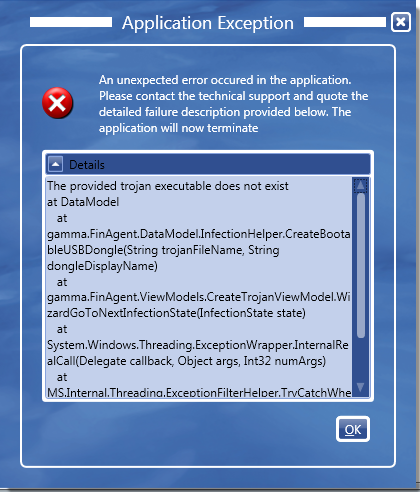 Application Exception
An unexpected error occured in the application.
Please contact the technical support and quote the
detailed failure description provided below. The
application will now terminate
Details
The provided trojan executable does not exist
at DataModel
at
gamma.FinAgent.DataModel.InfectionHelper.CreateBoota
bleUSBDongle(String trojanFileName, String
dongleDisplayName)
at
gamma.FinAgent.ViewModels.CreateTrojanViewModel.Wi
zardGoToNextInfectionState(InfectionState state)
at
System.Windows.Threading.ExceptionWrapper.InternalRe
alCall(Delegate callback, Object args, Int32 numArgs)
at
MS.Internal.Threading.ExceptionFilterHelper.TryCatchWhe
OK